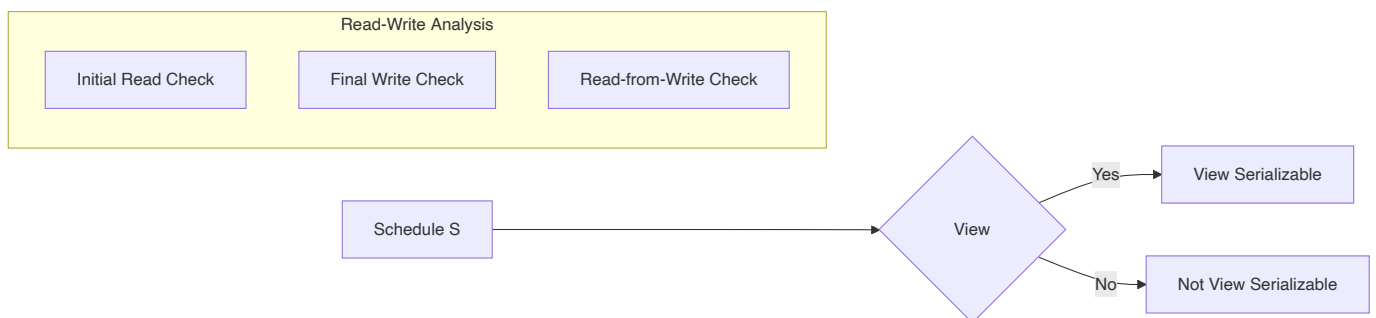 Read-Write Analysis
Initial Read Check
Final Write Check
Read-from-Write Check
Schedule S
View
Yes
View Serializable
No
Not View Serializable